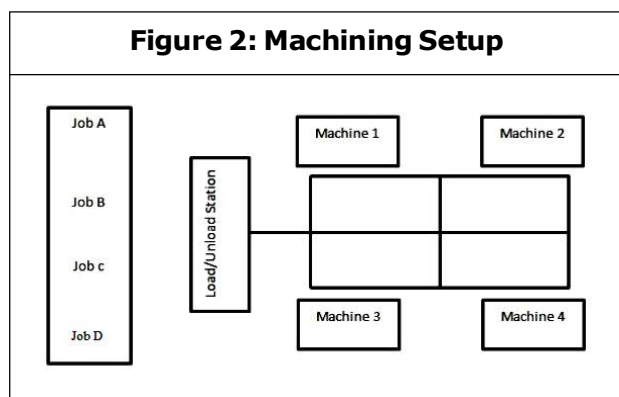 Figure 2: Machining Setup
Job A
Job B
Job c
Job D
Load/Unload Station
Machine 1
Machine 2
Machine 3
Machine 4